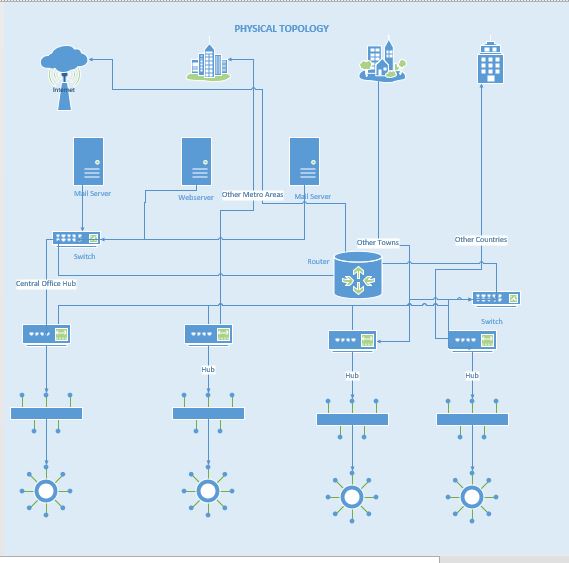 PHYSICAL TOPOLOGY
Internet
Mail Server
Webserver
Other Metro Areas
Mail Server
Switch
Other Towns
Other Countries
Router
Central Office Hub
Switch
Hub
Hub
Hub